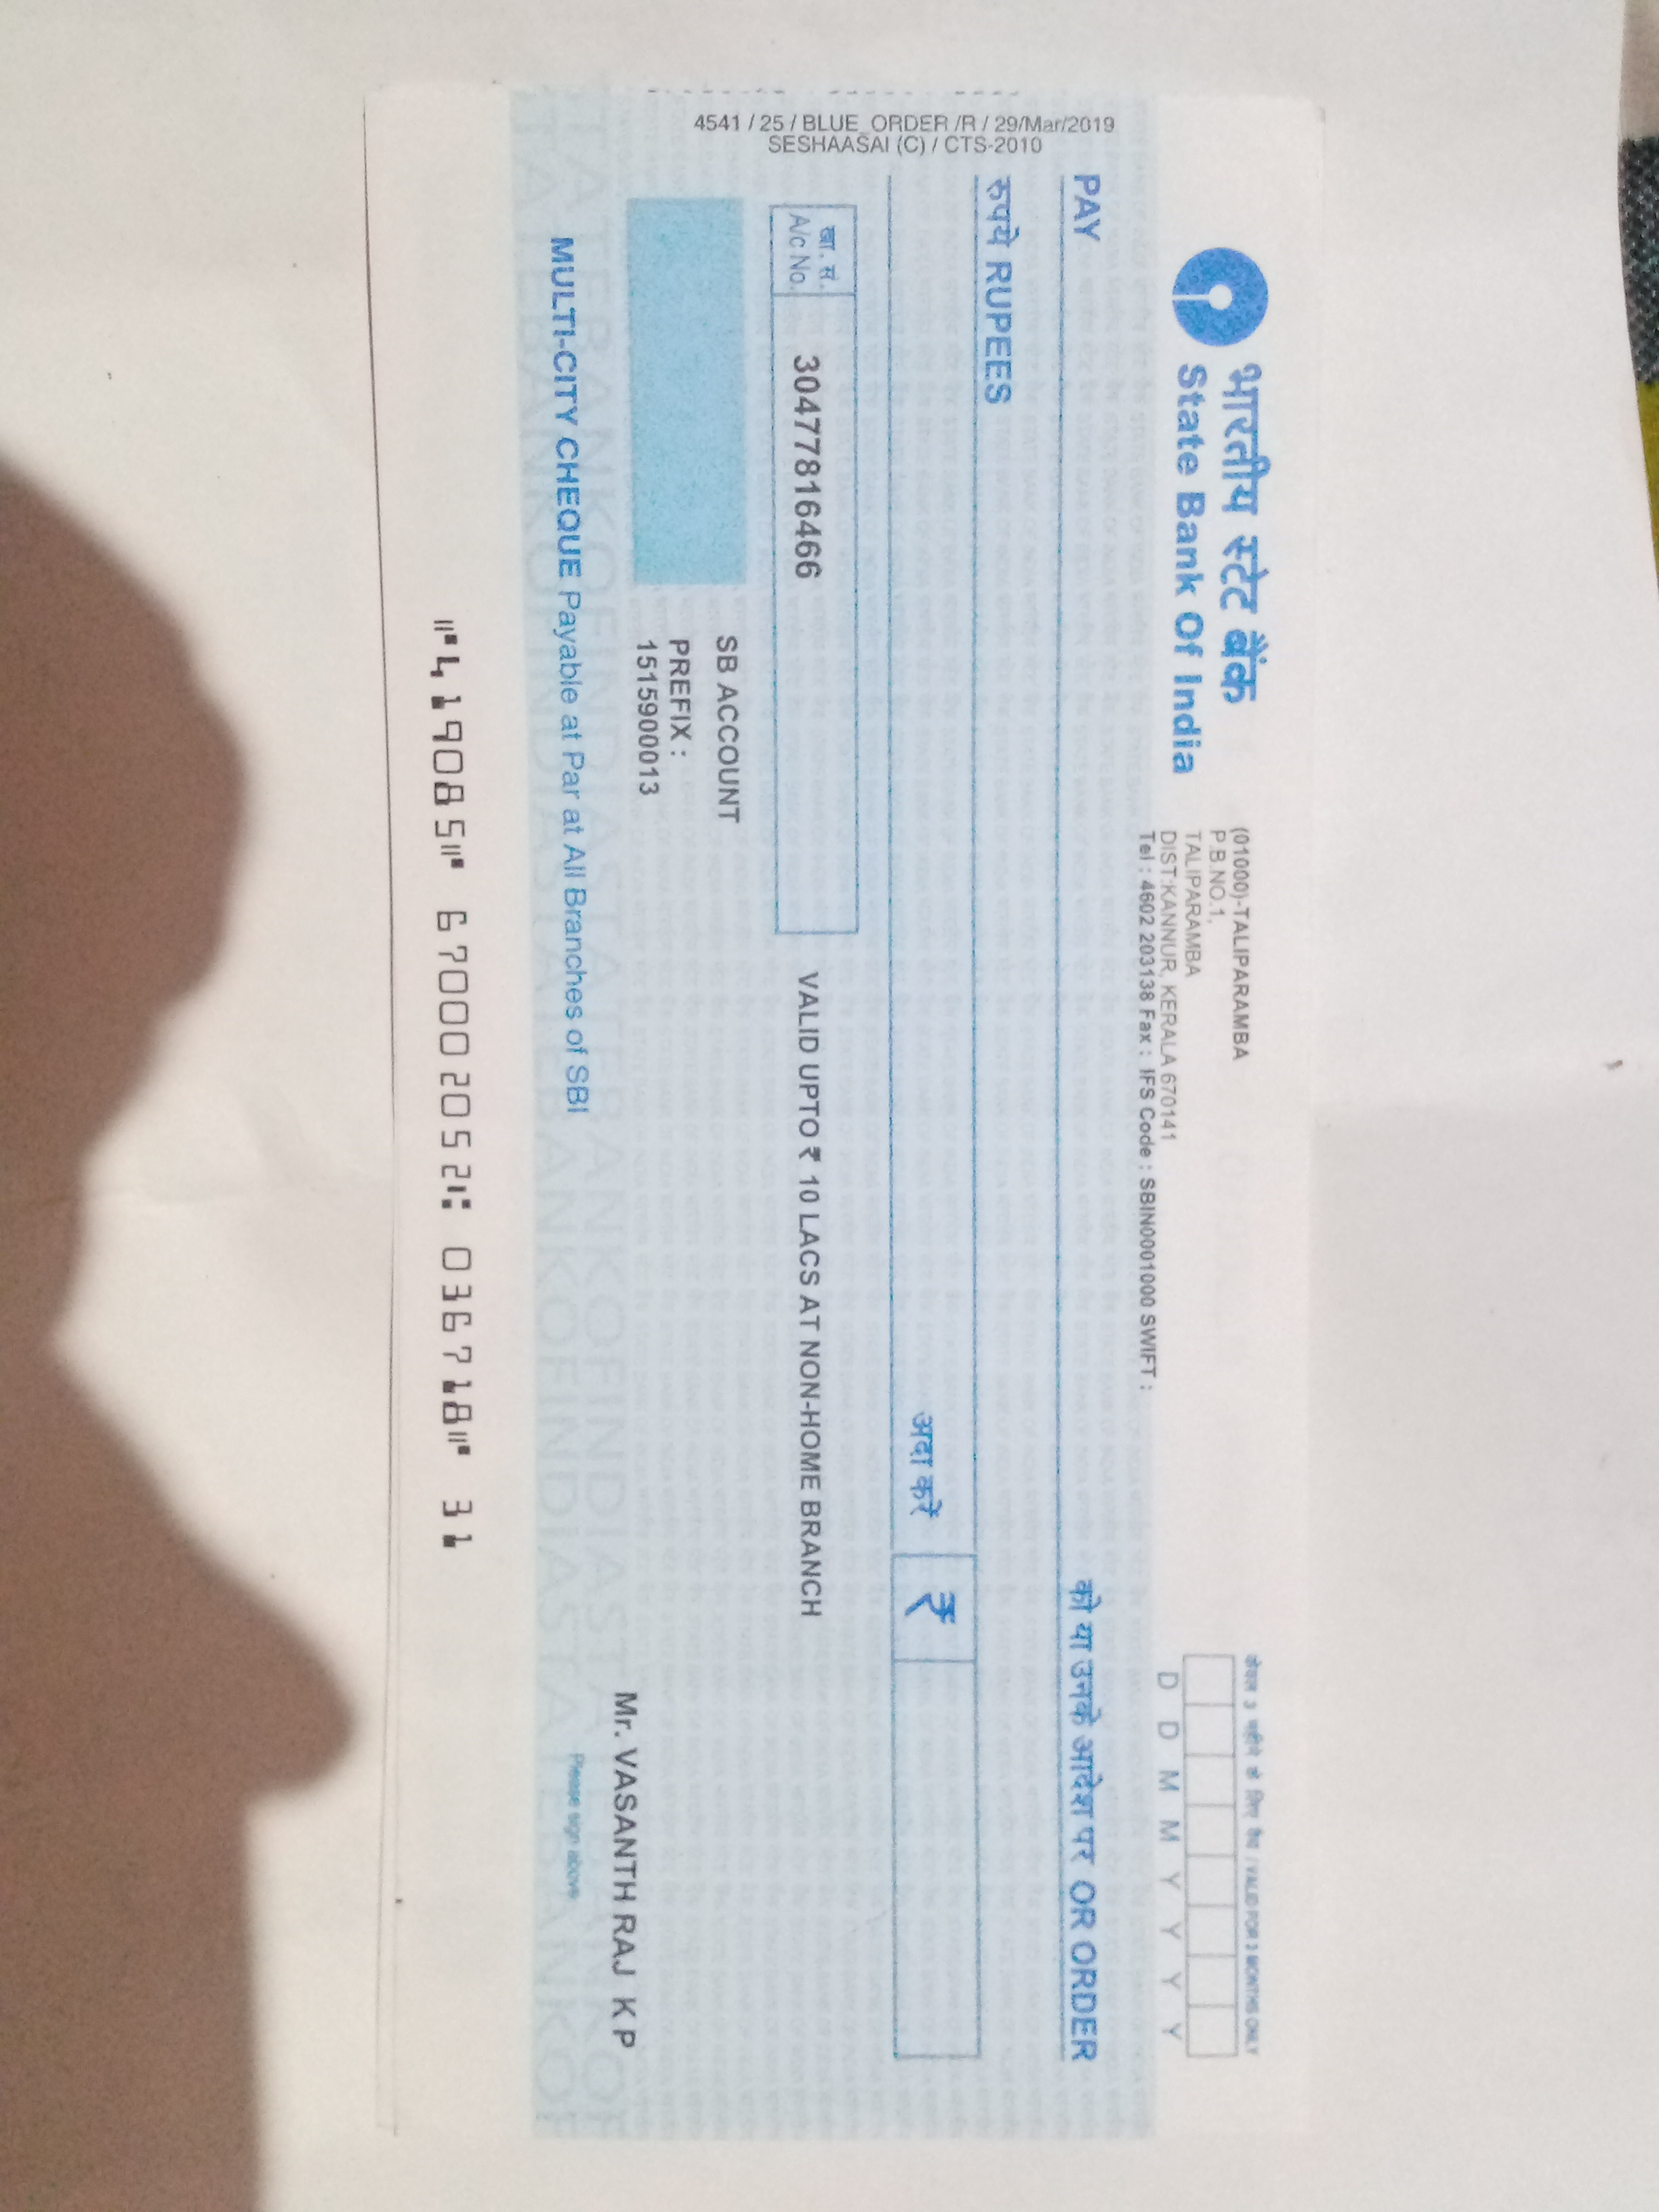 भारतीय स्टेट बैंक
State Bank Of India
(01000)-TALIPARAMBA
P.B.NO.1,
TALIPARAMBA
DIST:KANNUR, KERALA 670141
Tel : 4602 203138 Fax : IFS Code : SBIN0001000 SWIFT :
केवल 3 महीने के लिए वैध / VALID FOR 3 MONTHS ONLY
D D M M Y Y Y Y
PAY
को या उनके आदेश पर OR ORDER
रुपये RUPEES
अदा करें ₹
खा. सं.
A/c No.
30477816466
VALID UPTO ₹ 10 LACS AT NON-HOME BRANCH
SB ACCOUNT
PREFIX :
1515900013
Mr. VASANTH RAJ K P
MULTI-CITY CHEQUE Payable at Par at All Branches of SBI
Please sign above
⑈419085⑈ 670002052⑆ 036718⑈ 31
4541 / 25 / BLUE_ORDER /R / 29/Mar/2019
SESHAASAI (C) / CTS-2010